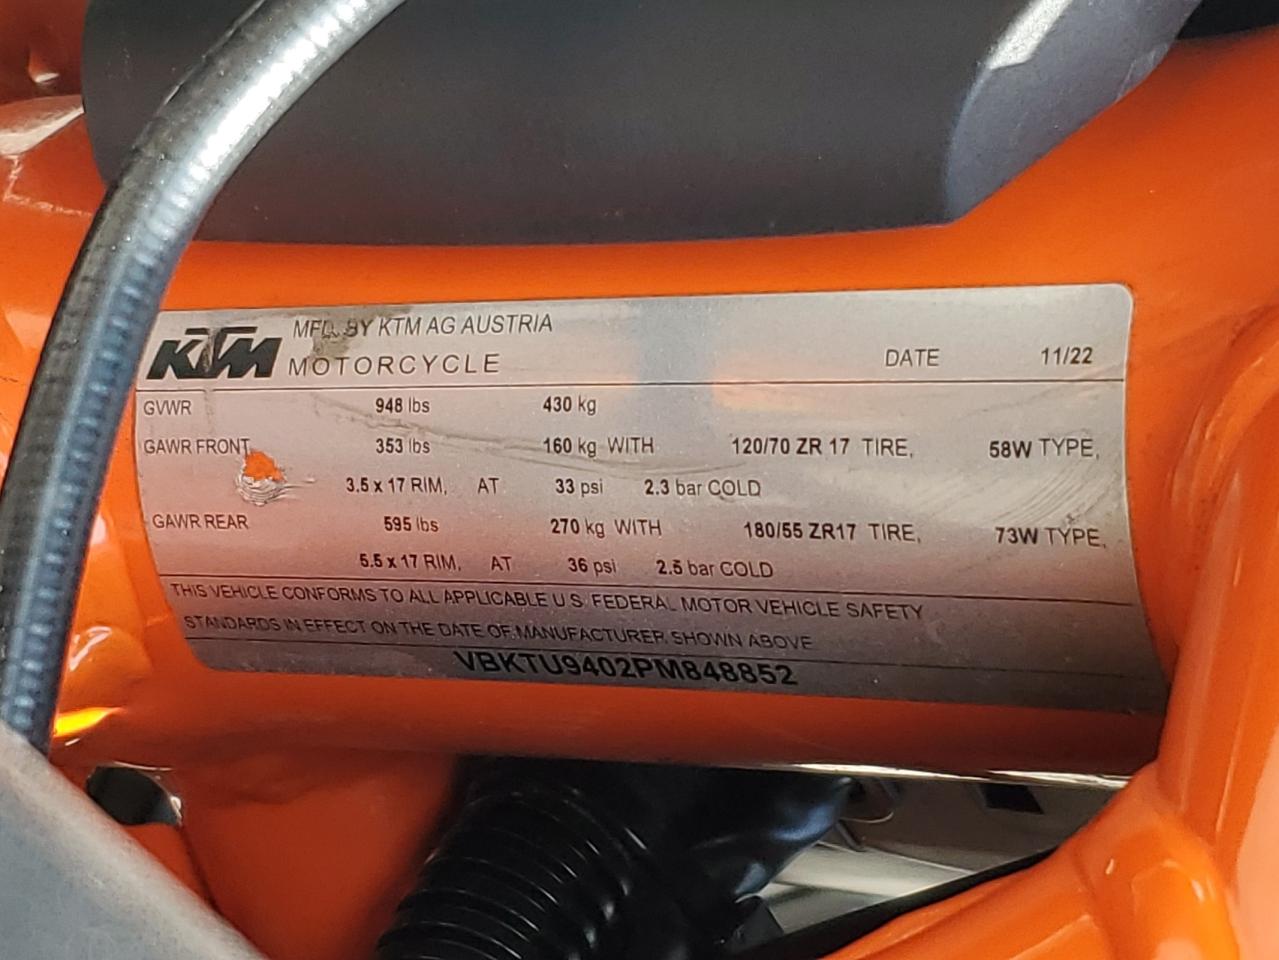 KTM MFD. BY KTM AG AUSTRIA
MOTORCYCLE DATE 11/22
GVWR 948 lbs 430 kg
GAWR FRONT 353 lbs 160 kg WITH 120/70 ZR 17 TIRE, 58W TYPE,
3.5 x 17 RIM, AT 33 psi 2.3 bar COLD
GAWR REAR 595 lbs 270 kg WITH 180/55 ZR17 TIRE, 73W TYPE,
5.5 x 17 RIM, AT 36 psi 2.5 bar COLD
THIS VEHICLE CONFORMS TO ALL APPLICABLE U.S. FEDERAL MOTOR VEHICLE SAFETY
STANDARDS IN EFFECT ON THE DATE OF MANUFACTURER SHOWN ABOVE
VBKTU9402PM848852